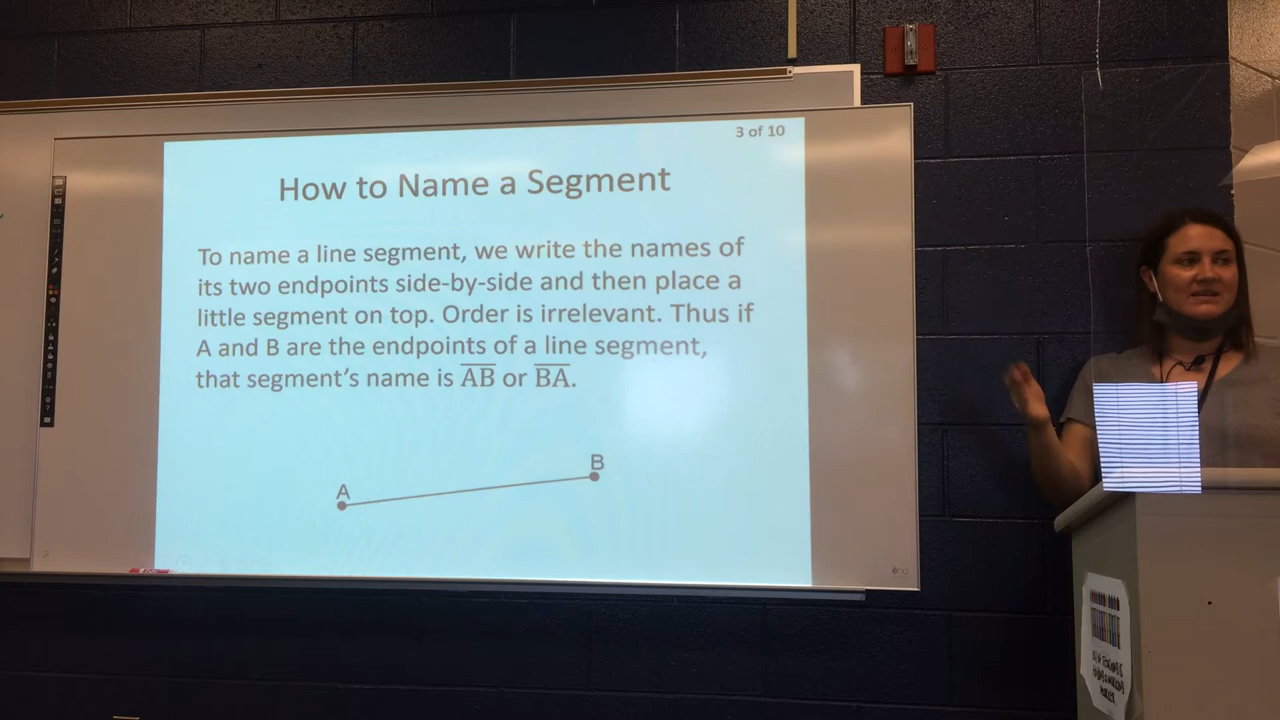 3 of 10
How to Name a Segment
To name a line segment, we write the names of
its two endpoints side-by-side and then place a
little segment on top. Order is irrelevant. Thus if
A and B are the endpoints of a line segment,
that segment's name is A̅B̅ or B̅A̅.
A
B